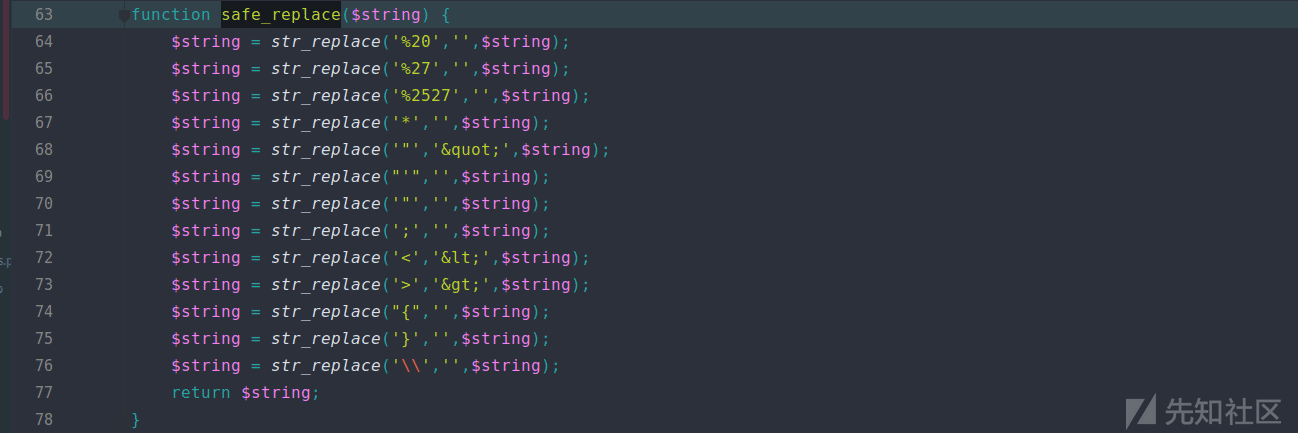 63 function safe_replace($string) {
64 $string = str_replace('%20','',$string);
65 $string = str_replace('%27','',$string);
66 $string = str_replace('%2527','',$string);
67 $string = str_replace('*','',$string);
68 $string = str_replace('"','&quot;',$string);
69 $string = str_replace("'",'',$string);
70 $string = str_replace('"','',$string);
71 $string = str_replace(';','',$string);
72 $string = str_replace('<','&lt;',$string);
73 $string = str_replace('>','&gt;',$string);
74 $string = str_replace("{",'',$string);
75 $string = str_replace('}','',$string);
76 $string = str_replace('\\','',$string);
77 return $string;
78 }
先知社区